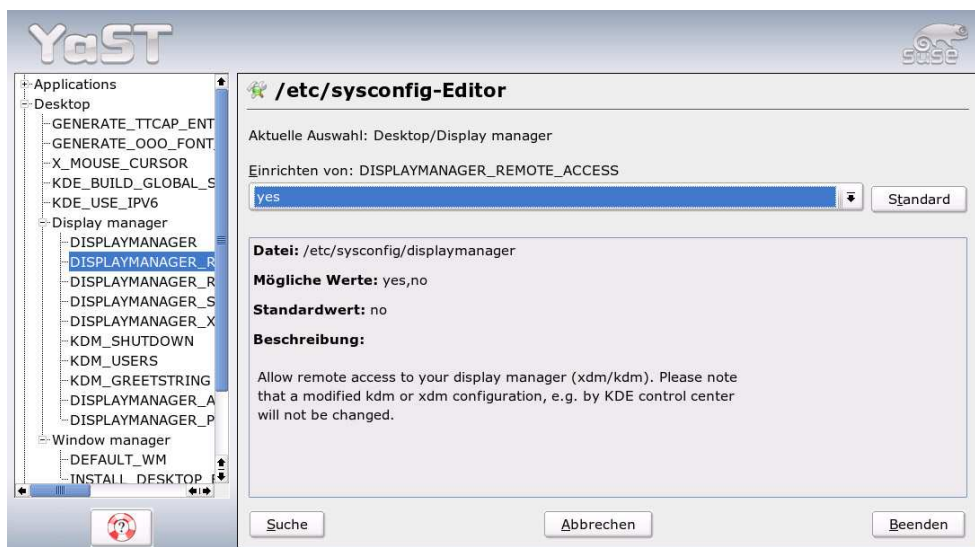 YaST
SUSE
Applications
Desktop
GENERATE_TTCAP_ENT
GENERATE_OOO_FONT_
X_MOUSE_CURSOR
KDE_BUILD_GLOBAL_S
KDE_USE_IPV6
Display manager
DISPLAYMANAGER
DISPLAYMANAGER_R
DISPLAYMANAGER_R
DISPLAYMANAGER_S
DISPLAYMANAGER_X
KDM_SHUTDOWN
KDM_USERS
KDM_GREETSTRING
DISPLAYMANAGER_A
DISPLAYMANAGER_P
Window manager
DEFAULT_WM
INSTALL_DESKTOP_E
/etc/sysconfig-Editor
Aktuelle Auswahl: Desktop/Display manager
Einrichten von: DISPLAYMANAGER_REMOTE_ACCESS
yes
Standard
Datei: /etc/sysconfig/displaymanager
Mögliche Werte: yes,no
Standardwert: no
Beschreibung:
Allow remote access to your display manager (xdm/kdm). Please note
that a modified kdm or xdm configuration, e.g. by KDE control center
will not be changed.
Suche
Abbrechen
Beenden